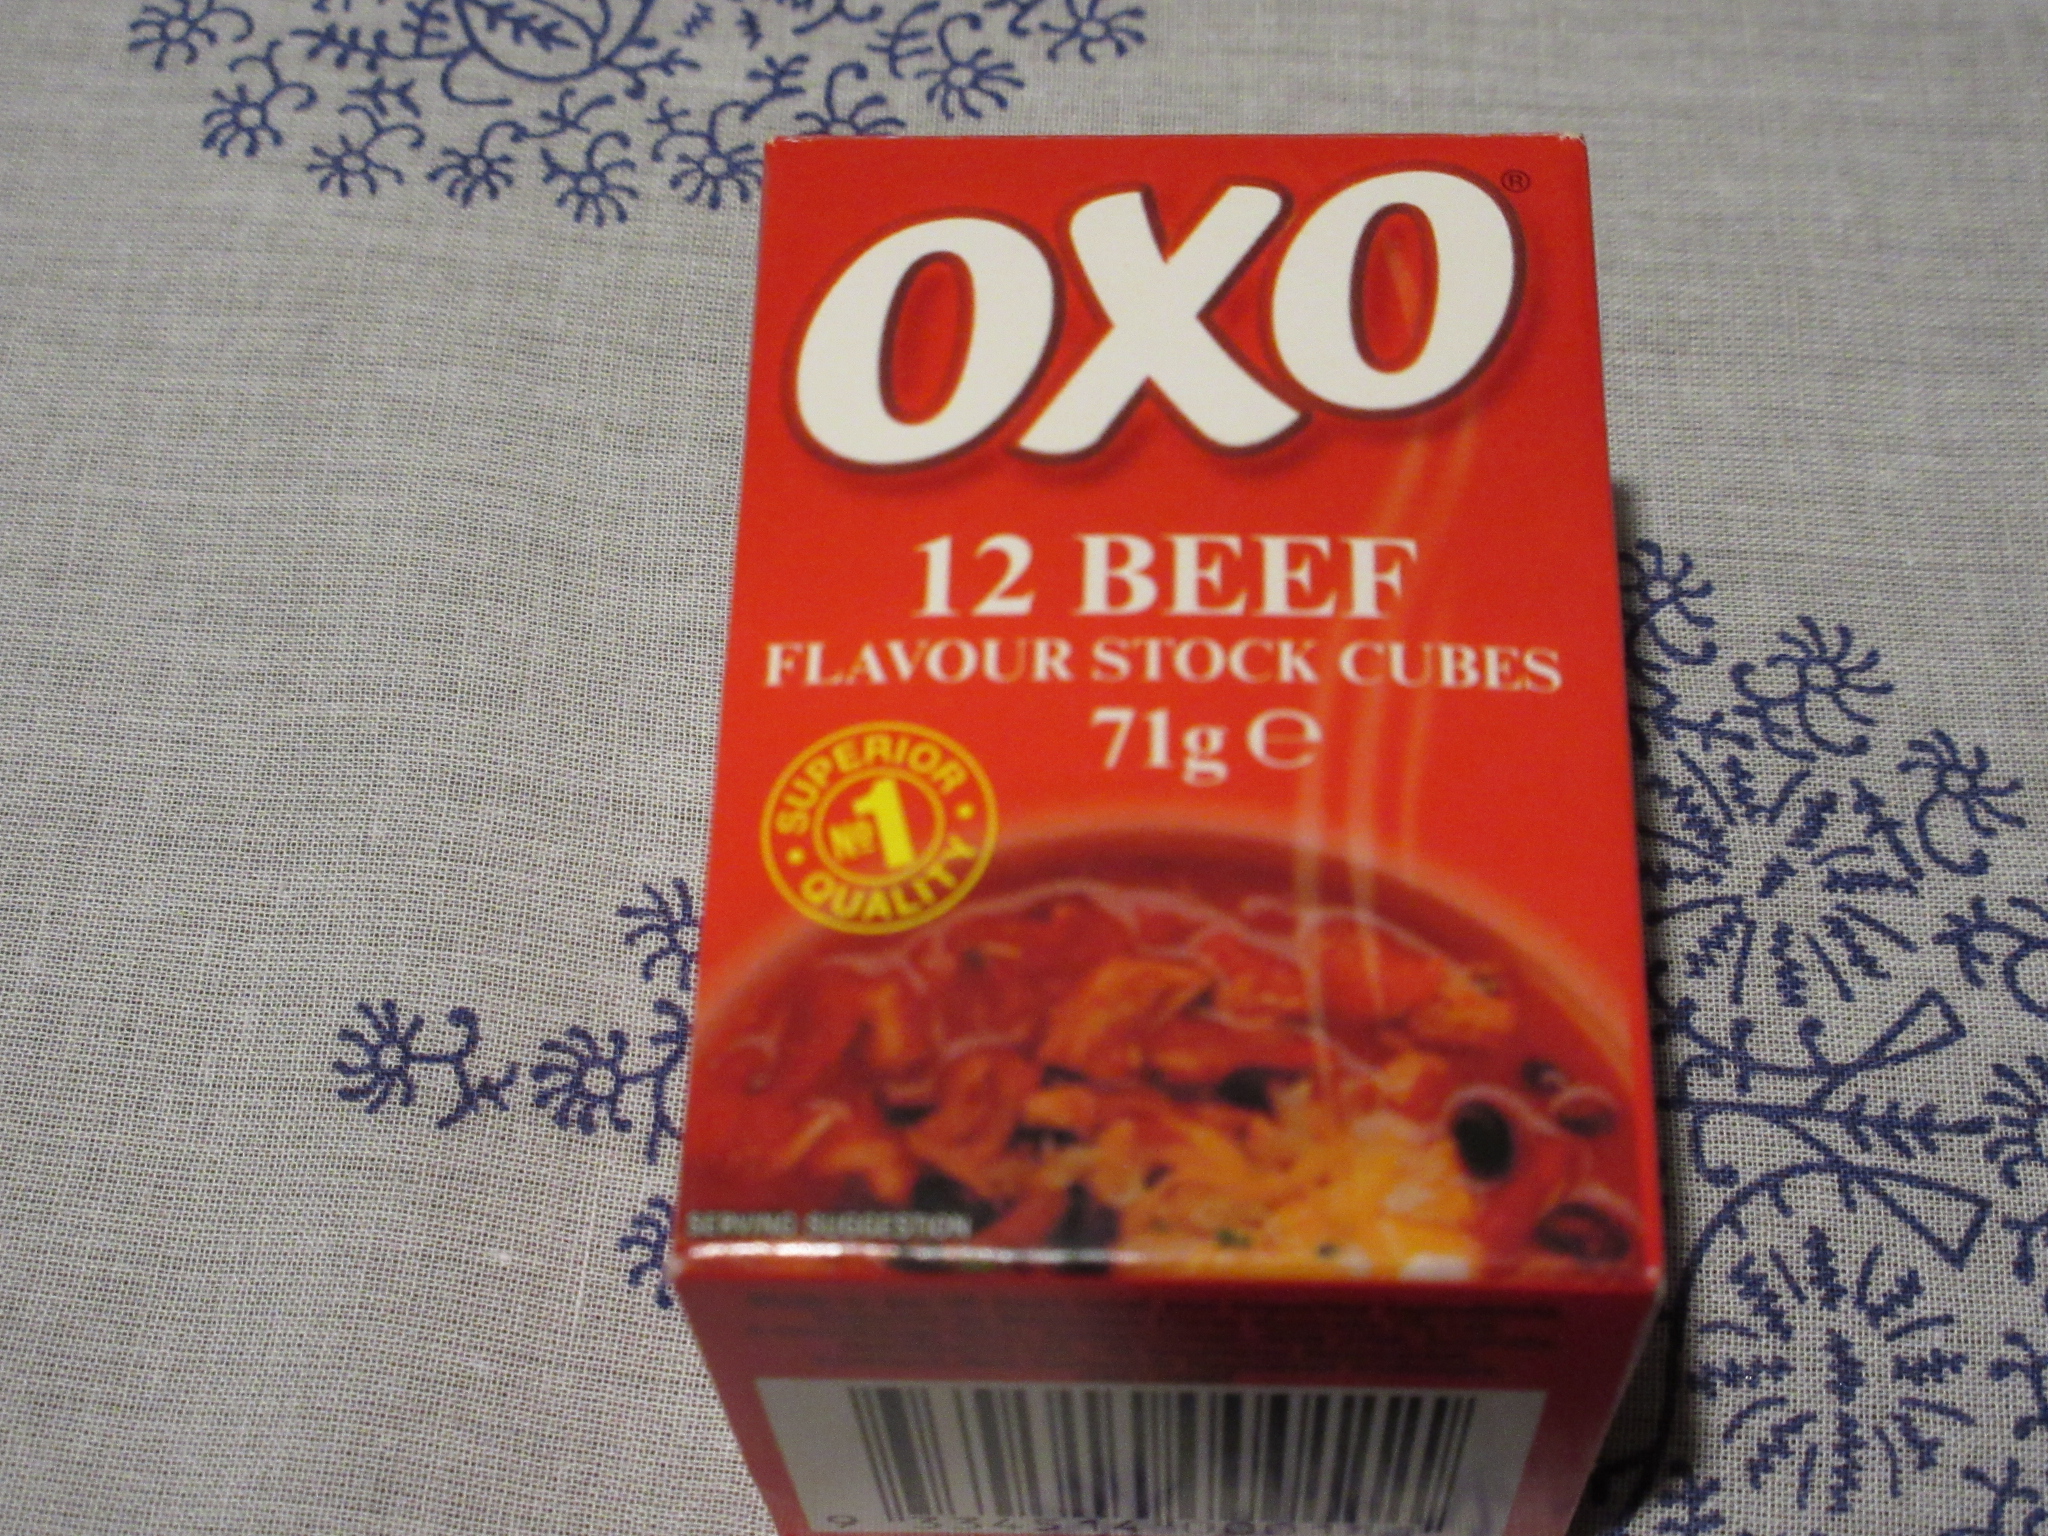 OXO®
12 BEEF
FLAVOUR STOCK CUBES
71g ℮
SUPERIOR
Nº1
QUALITY
SERVING SUGGESTION